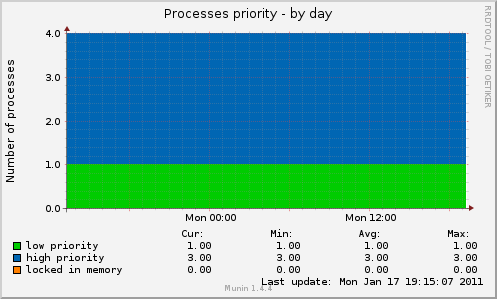 Processes priority - by day
RRDTOOL / TOBI OETIKER
Number of processes
4.0
3.0
2.0
1.0
0.0
Mon 00:00 Mon 12:00
Cur: Min: Avg: Max:
low priority 1.00 1.00 1.00 1.00
high priority 3.00 3.00 3.00 3.00
locked in memory 0.00 0.00 0.00 0.00
Last update: Mon Jan 17 19:15:07 2011
Munin 1.4.4